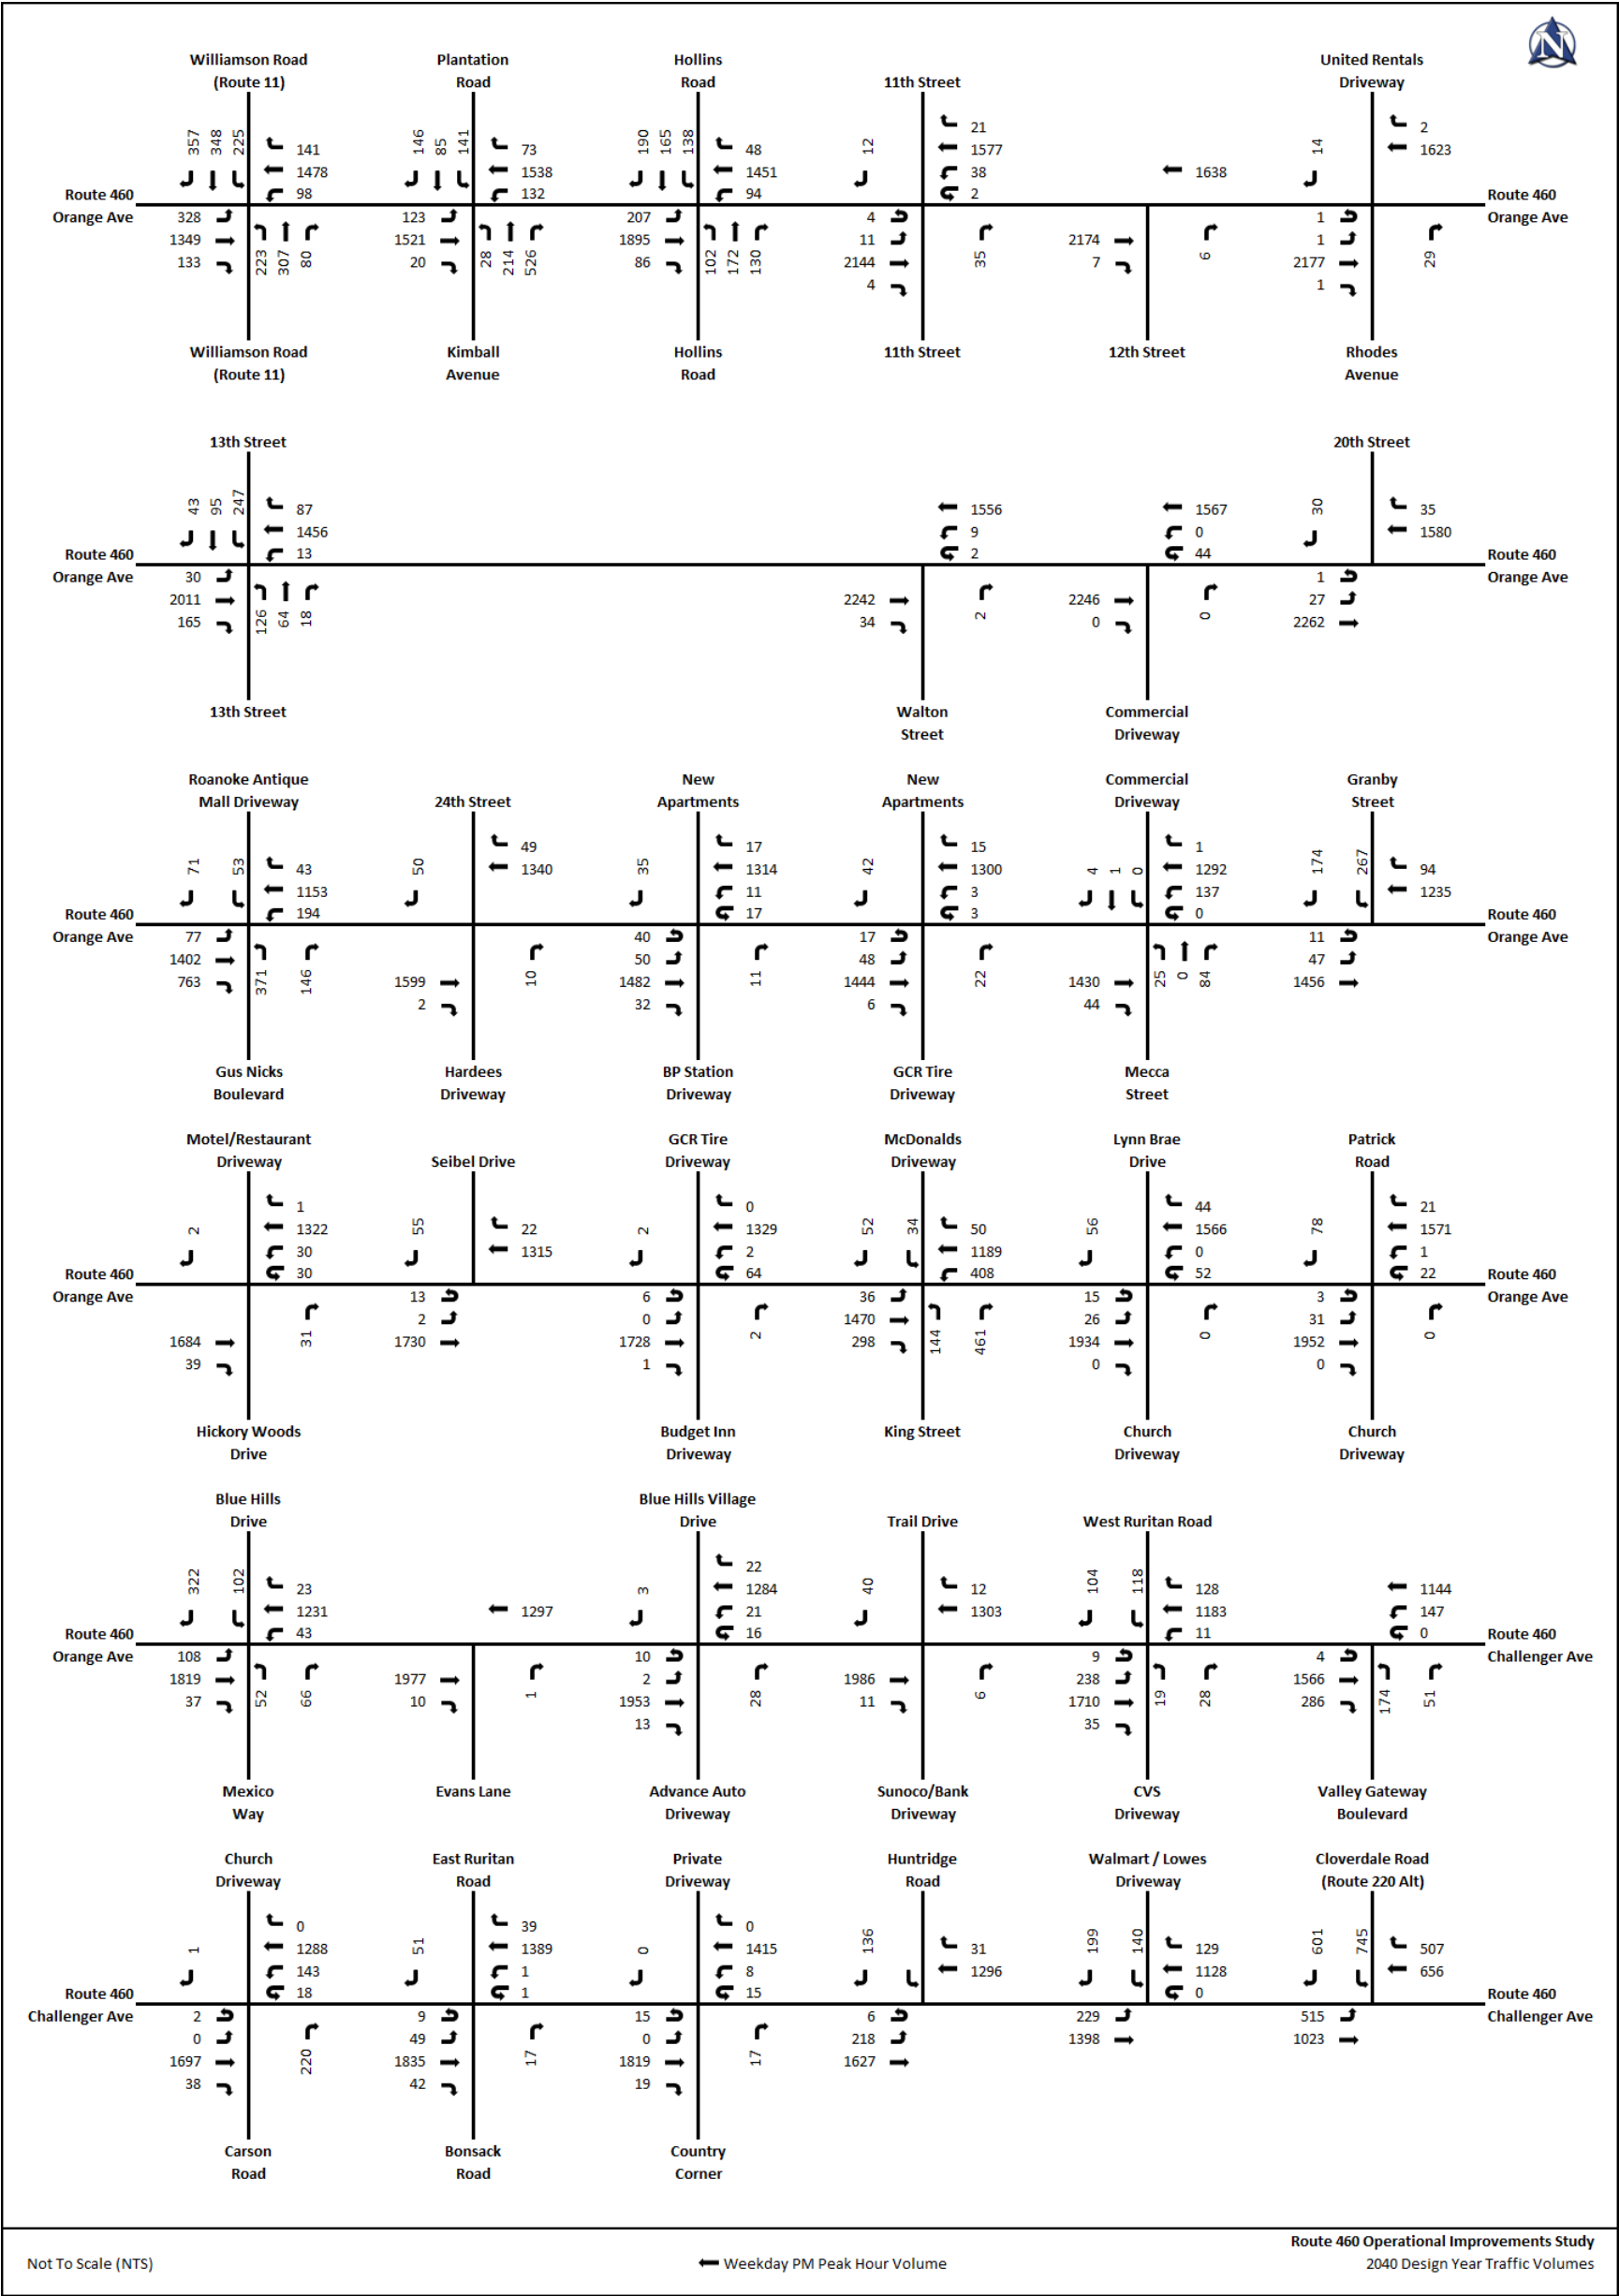 N
Williamson Road Plantation Hollins United Rentals
(Route 11) Road Road 11th Street Driveway
357 348 225 146 85 141 190 165 138 12 14
21 2
141 73 48 1577 1623
1478 1538 1451 38 1638
98 132 94 2
Route 460 Route 460
Orange Ave 328 123 207 4 1 Orange Ave
1349 1521 1895 11 2174 1
133 20 86 2144 7 2177
4 1
223 307 80 28 214 526 102 172 130 35 6 29
Williamson Road Kimball Hollins 11th Street 12th Street Rhodes
(Route 11) Avenue Road Avenue
13th Street 20th Street
43 95 247 30
87 1556 1567 35
1456 9 0 1580
13 2 44
Route 460 Route 460
Orange Ave 30 1 Orange Ave
2011 2242 2246 27
165 34 0 2262
126 64 18 2 0
13th Street Walton Commercial
Street Driveway
Roanoke Antique New New Commercial Granby
Mall Driveway 24th Street Apartments Apartments Driveway Street
71 53 50 35 42 4 1 0 174 267
49 17 15 1
43 1340 1314 1300 1292 94
1153 11 3 137 1235
194 17 3 0
Route 460 Route 460
Orange Ave 77 40 17 11 Orange Ave
1402 50 48 47
763 1599 1482 1444 1430 1456
2 32 6 44
371 146 10 11 22 25 0 84
Gus Nicks Hardees BP Station GCR Tire Mecca
Boulevard Driveway Driveway Driveway Street
Motel/Restaurant GCR Tire McDonalds Lynn Brae Patrick
Driveway Seibel Drive Driveway Driveway Drive Road
2 55 2 52 34 56 78
1 0 44 21
1322 22 1329 50 1566 1571
30 1315 2 1189 0 1
30 64 408 52 22
Route 460 Route 460
Orange Ave 13 6 36 15 3 Orange Ave
2 0 1470 26 31
1684 1730 1728 298 1934 1952
39 1 0 0
31 2 144 461 0 0
Hickory Woods Budget Inn King Street Church Church
Drive Driveway Driveway Driveway
Blue Hills Blue Hills Village
Drive Drive Trail Drive West Ruritan Road
322 102 3 40 104 118
22
23 1284 12 128 1144
1231 1297 21 1303 1183 147
43 16 11 0
Route 460 Route 460
Orange Ave 108 10 9 4 Challenger Ave
1819 1977 2 1986 238 1566
37 10 1953 11 1710 286
13 35
52 66 1 28 6 19 28 174 51
Mexico Evans Lane Advance Auto Sunoco/Bank CVS Valley Gateway
Way Driveway Driveway Driveway Boulevard
Church East Ruritan Private Huntridge Walmart / Lowes Cloverdale Road
Driveway Road Driveway Road Driveway (Route 220 Alt)
1 51 0 136 199 140 601 745
0 39 0
1288 1389 1415 31 129 507
143 1 8 1296 1128 656
18 1 15 0
Route 460 Route 460
Challenger Ave 2 9 15 6 229 515 Challenger Ave
0 49 0 218 1398 1023
1697 1835 1819 1627
38 42 19
220 17 17
Carson Bonsack Country
Road Road Corner
Route 460 Operational Improvements Study
Not To Scale (NTS) Weekday PM Peak Hour Volume 2040 Design Year Traffic Volumes